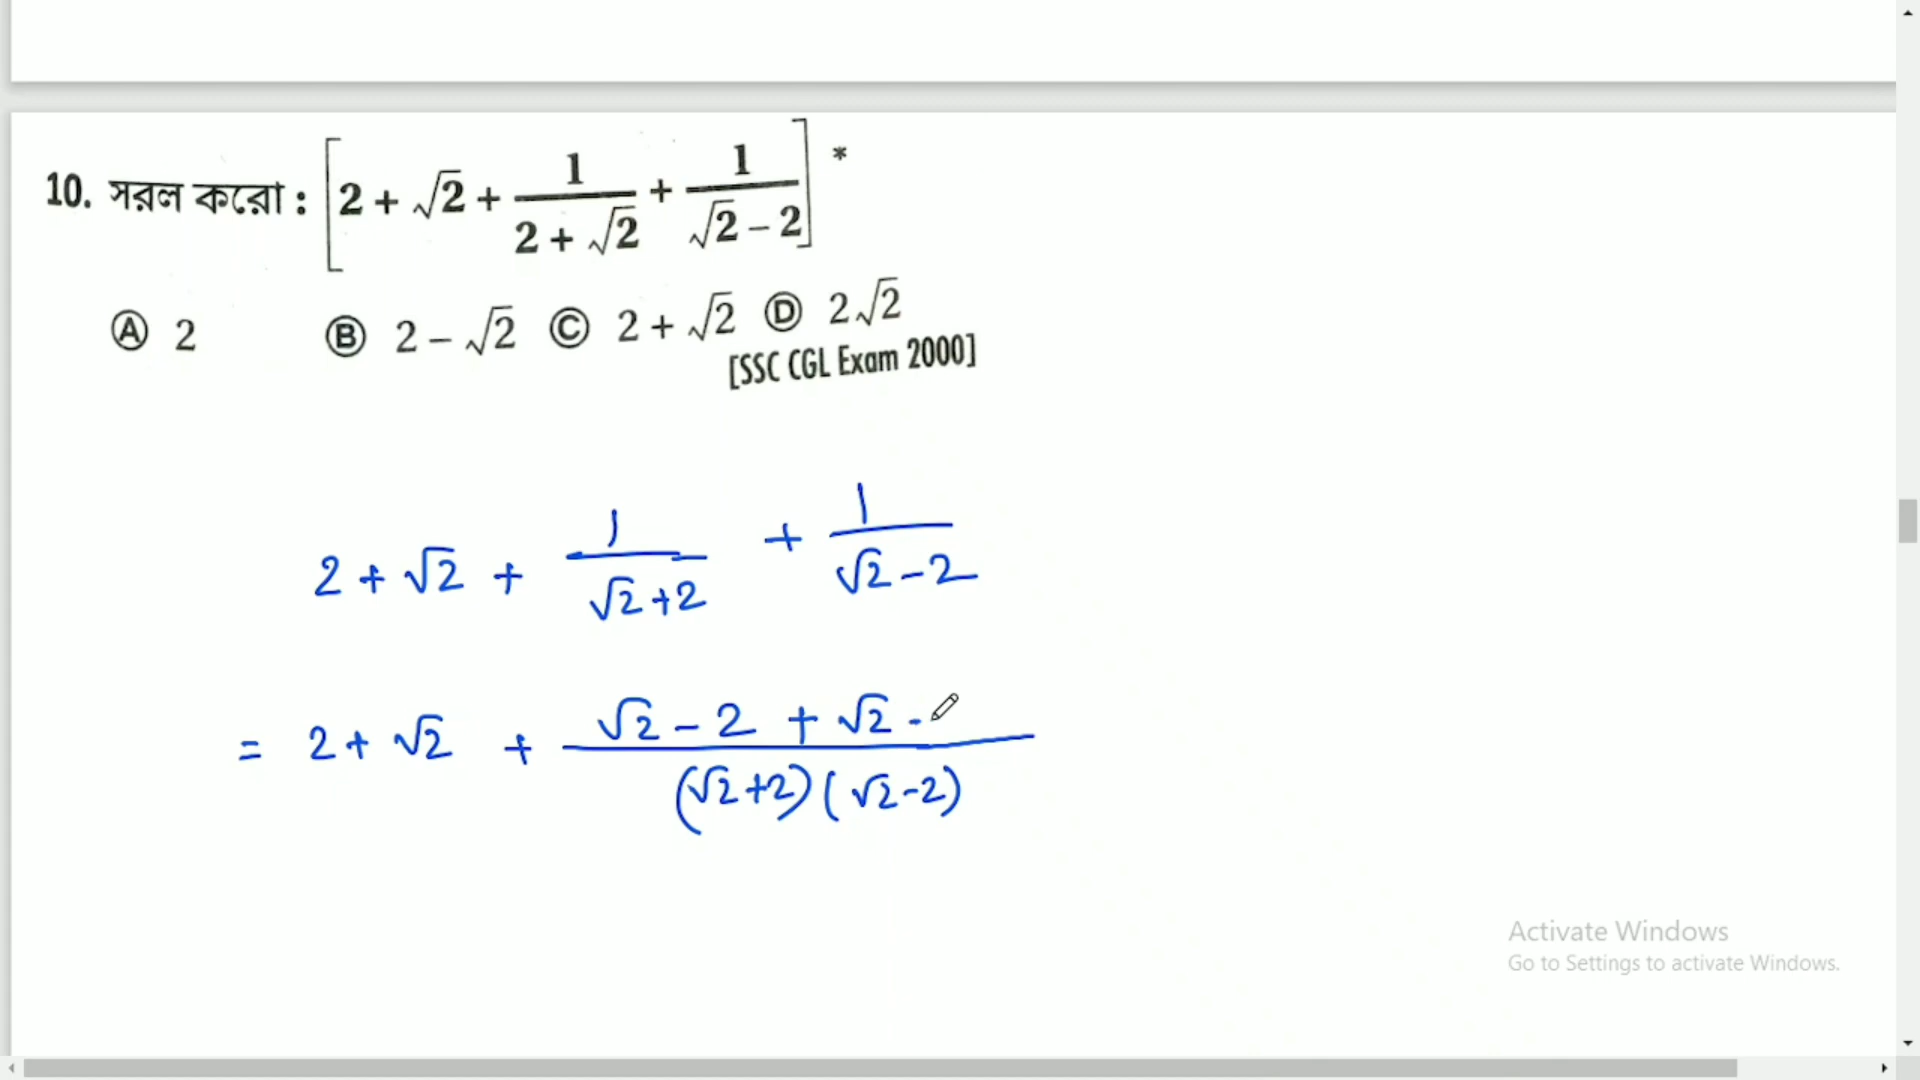 10. সরল করো : [2 + √2 + 1/(2 + √2) + 1/(√2 – 2)] *
Ⓐ 2 Ⓑ 2 – √2 Ⓒ 2 + √2 Ⓓ 2√2
[SSC CGL Exam 2000]
2 + √2 + 1/(√2+2) + 1/(√2-2)
= 2 + √2 + (√2 - 2 + √2 -)/((√2+2)(√2-2))
Activate Windows
Go to Settings to activate Windows.